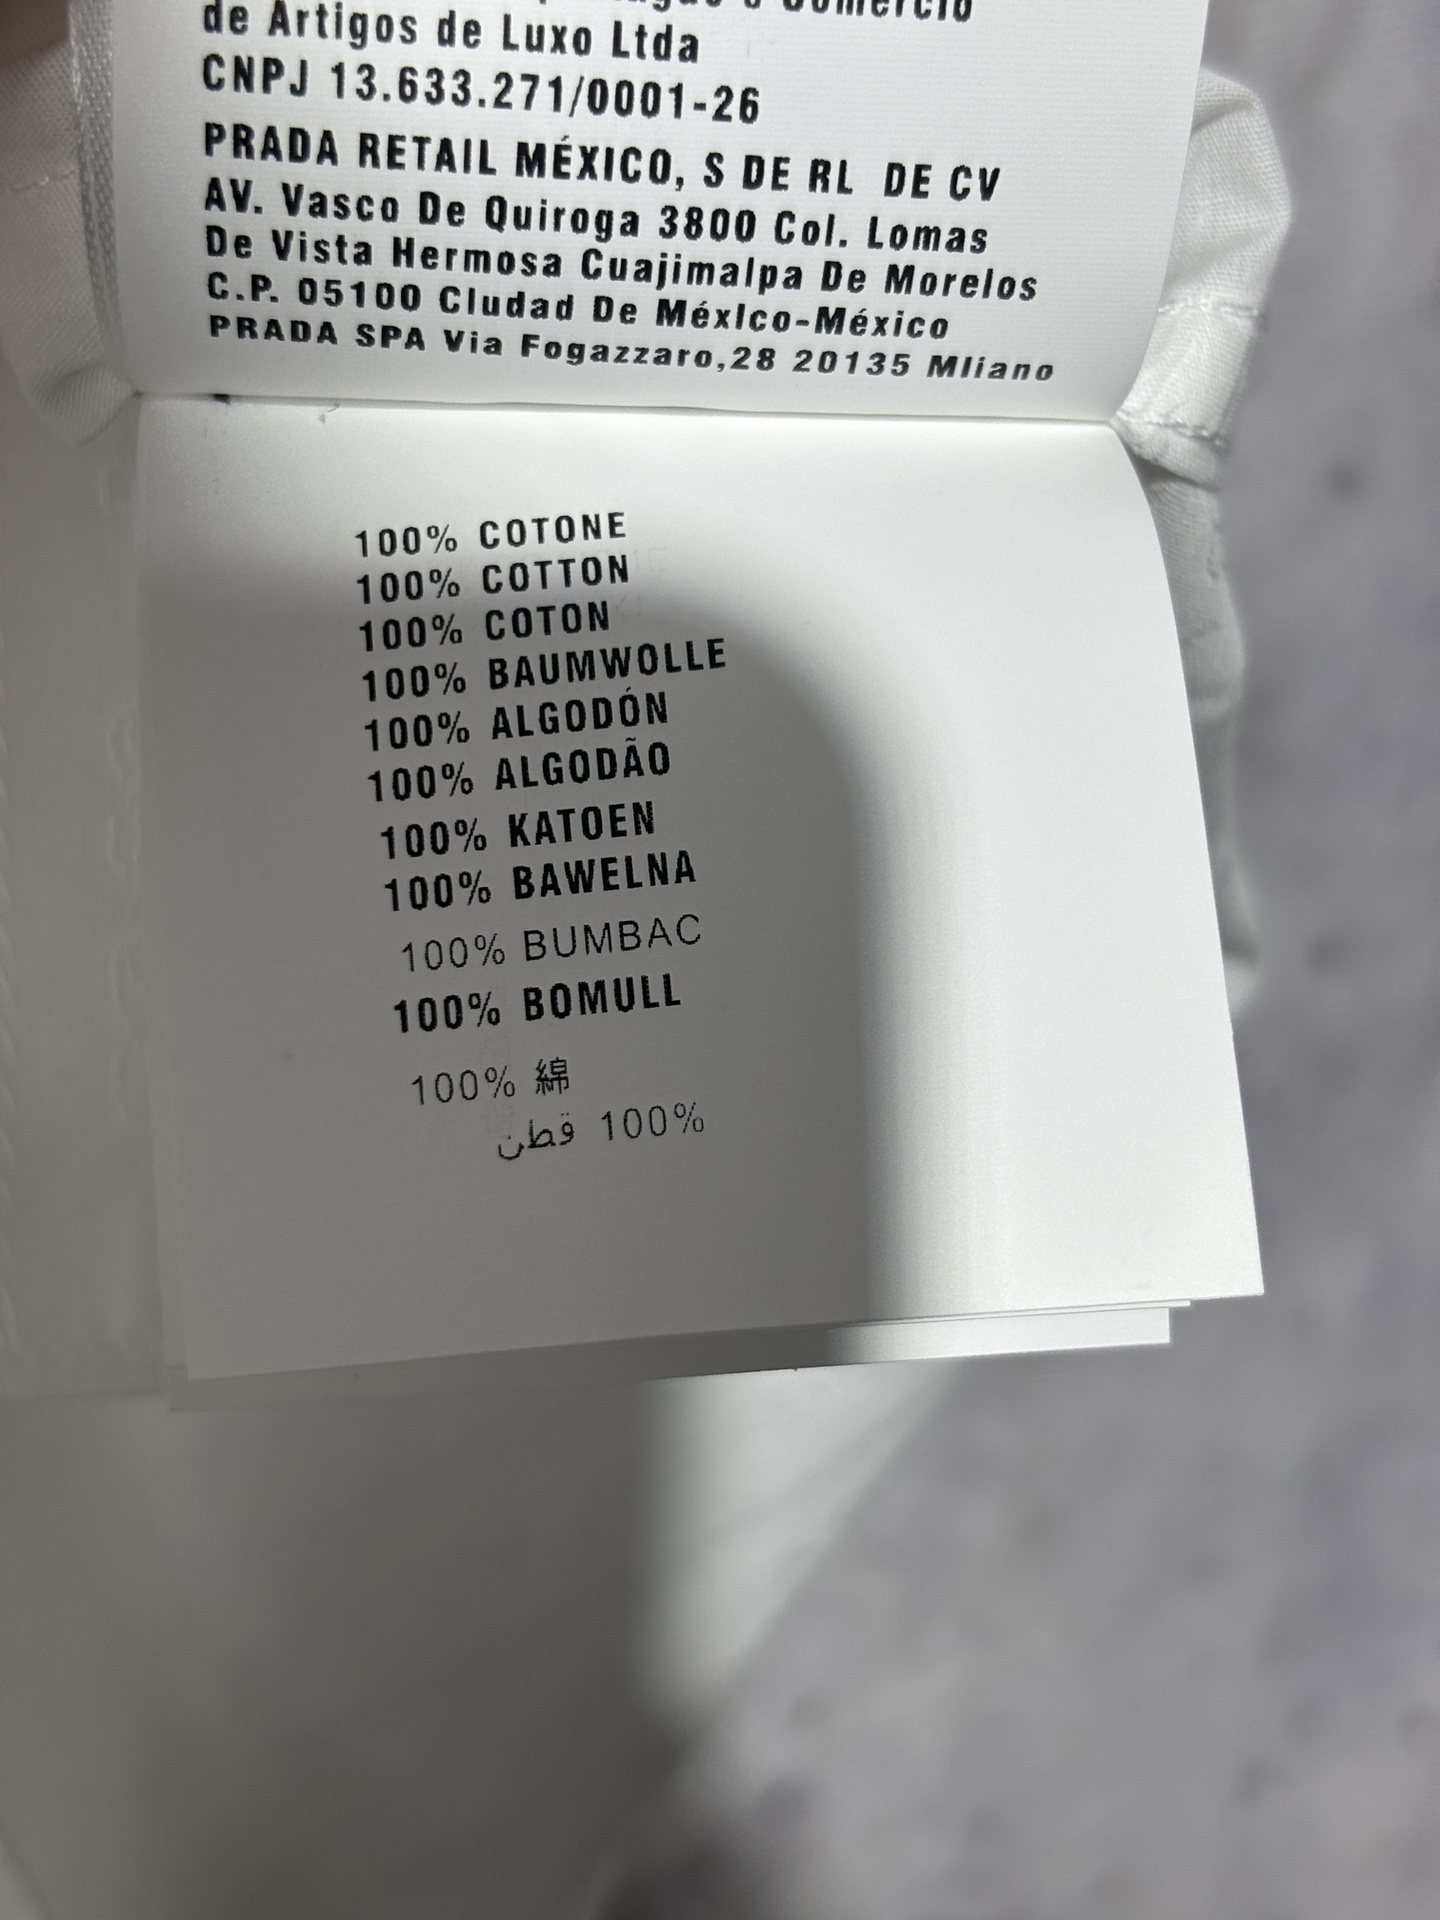 Comercio
de Artigos de Luxo Ltda
CNPJ 13.633.271/0001-26
PRADA RETAIL MÉXICO, S DE RL DE CV
AV. Vasco De Quiroga 3800 Col. Lomas
De Vista Hermosa Cuajimalpa De Morelos
C.P. 05100 Cludad De Méxlco-México
PRADA SPA Via Fogazzaro,28 20135 Mliano
100% COTONE
100% COTTON
100% COTON
100% BAUMWOLLE
100% ALGODÓN
100% ALGODÃO
100% KATOEN
100% BAWELNA
100% BUMBAC
100% BOMULL
100% 綿
100% قطن